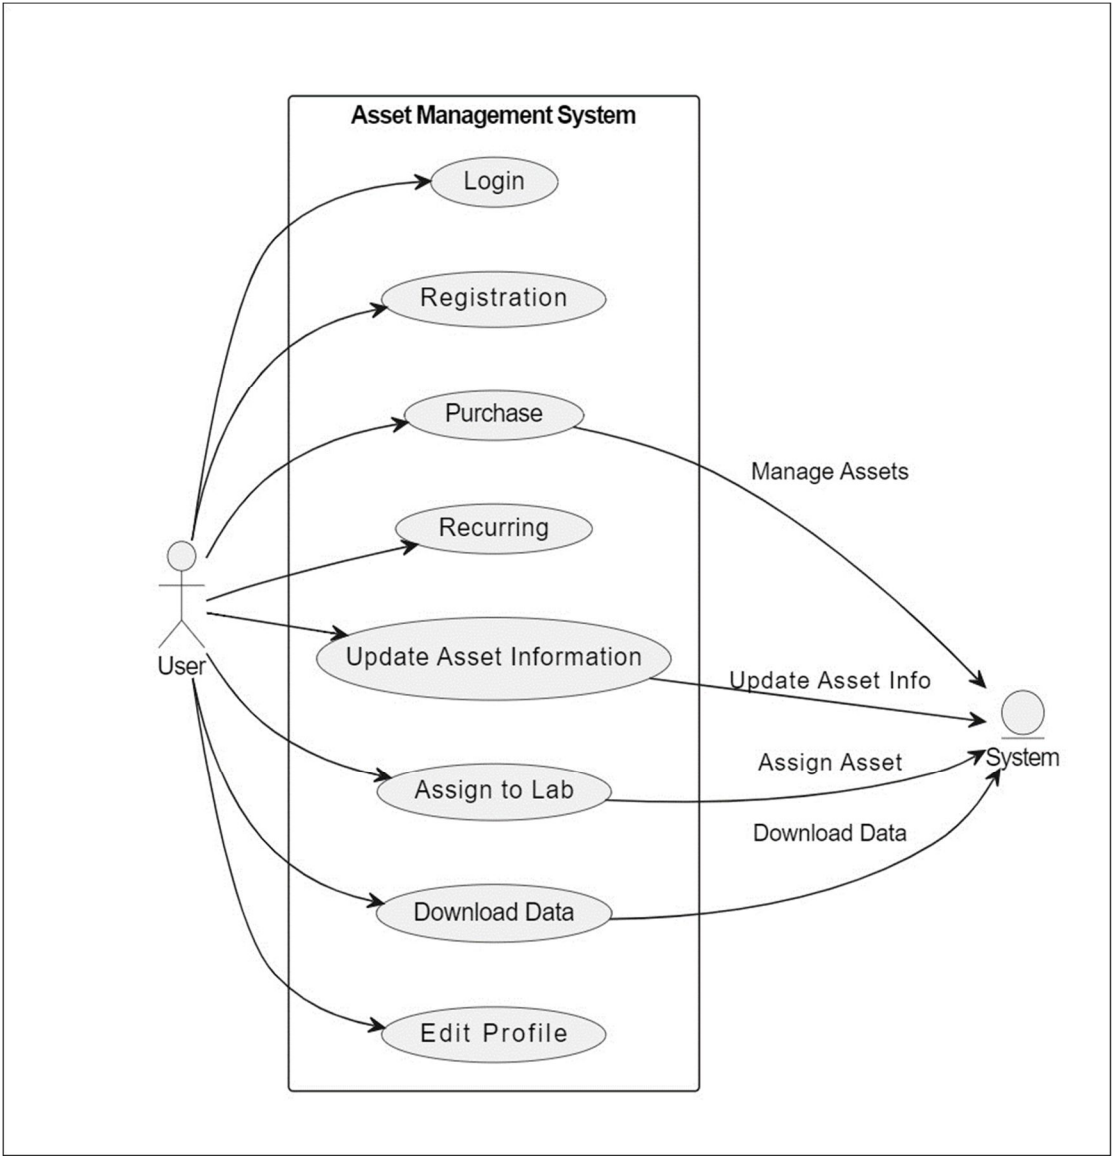 Asset Management System
Login
Registration
Purchase
Manage Assets
Recurring
Update Asset Information
User
Update Asset Info
System
Assign to Lab
Assign Asset
Download Data
Download Data
Edit Profile